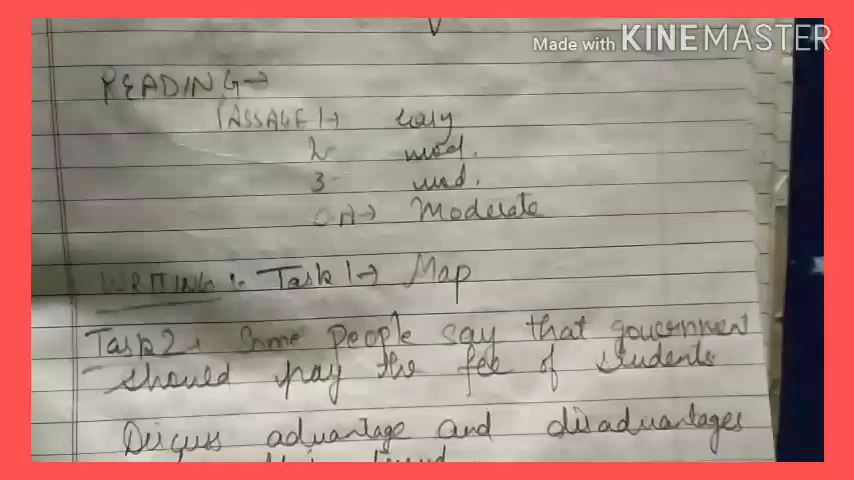 Made with KINEMASTER
READING→
PASSAGE 1→ easy
2- mod.
3- mod.
OA→ Moderate
WRITING :- Task 1→ Map
Task 2→ Some people say that government
should pay the fee of students
Discuss advantage and disadvantages